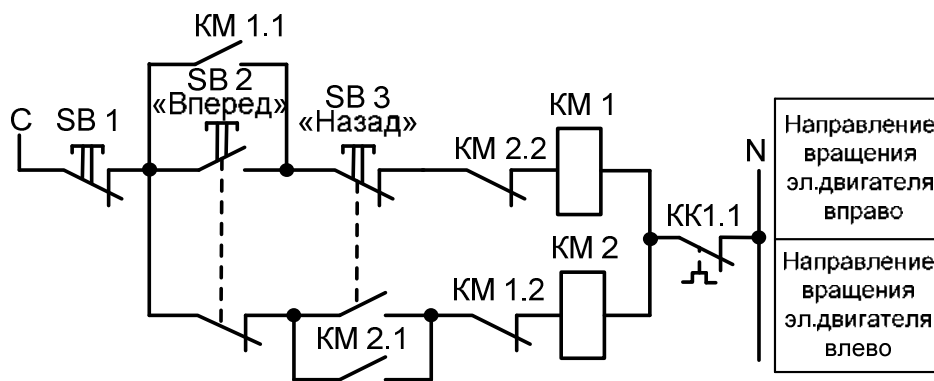 КМ 1.1
SB 2
«Вперед»
SB 3
«Назад»
КМ 1
C
SB 1
КМ 2.2
N
Направление
вращения
эл.двигателя
вправо
КК1.1
КМ 2
КМ 1.2
КМ 2.1
Направление
вращения
эл.двигателя
влево